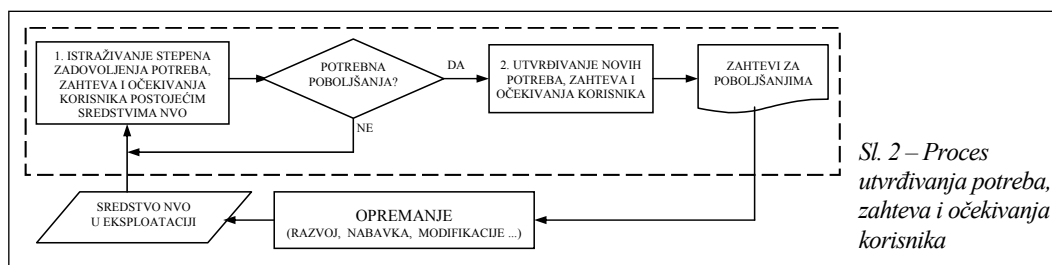 1. ISTRAŽIVANJE STEPENA
ZADOVOLJENJA POTREBA,
ZAHTEVA I OČEKIVANJA
KORISNIKA POSTOJEĆIM
SREDSTVIMA NVO
POTREBNA
POBOLJŠANJA?
DA
NE
2. UTVRĐIVANJE NOVIH
POTREBA, ZAHTEVA I
OČEKIVANJA KORISNIKA
ZAHTEVI ZA
POBOLJŠANJIMA
SREDSTVO NVO
U EKSPLOATACIJI
OPREMANJE
(RAZVOJ, NABAVKA, MODIFIKACIJE ...)
Sl. 2 – Proces
utvrđivanja potreba,
zahteva i očekivanja
korisnika